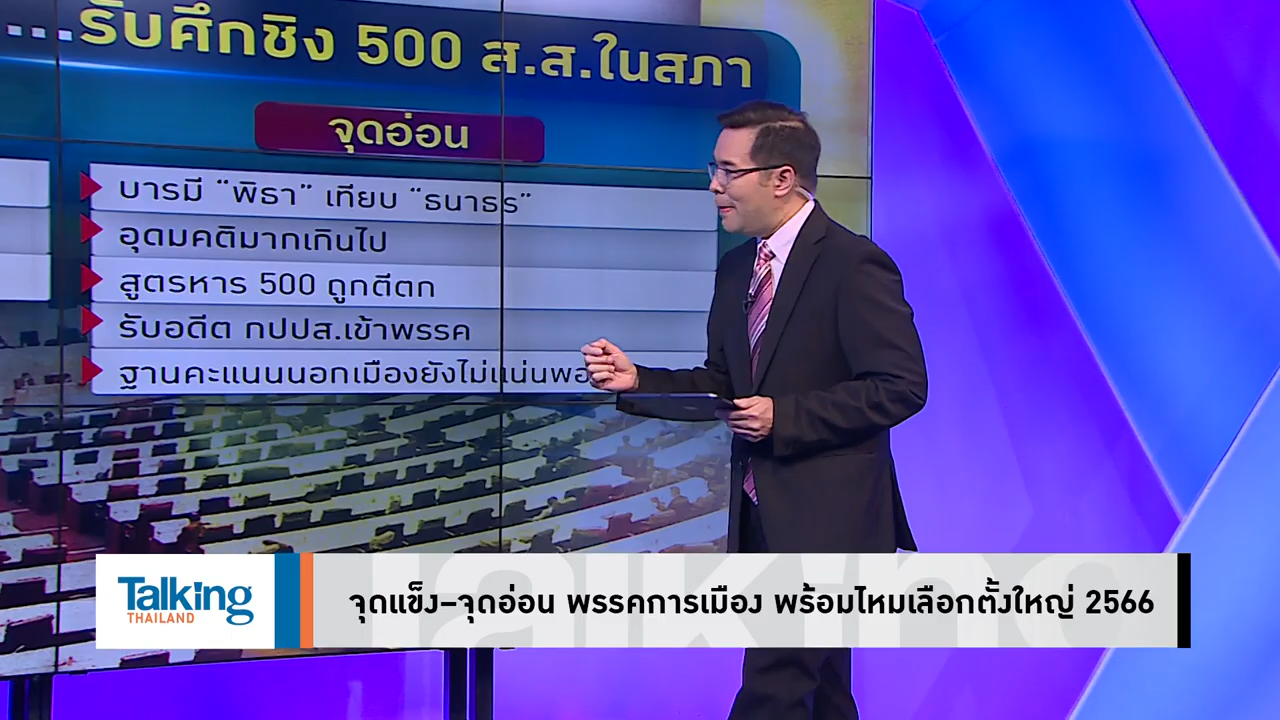 ...รับศึกชิง 500 ส.ส.ในสภา
จุดอ่อน
บารมี "พิธา" เทียบ "ธนาธร"
อุดมคติมากเกินไป
สูตรหาร 500 ถูกตีตก
รับอดีต กปปส.เข้าพรรค
ฐานคะแนนนอกเมืองยังไม่แน่นพอ
Talking
THAILAND
จุดแข็ง-จุดอ่อน พรรคการเมือง พร้อมไหมเลือกตั้งใหญ่ 2566